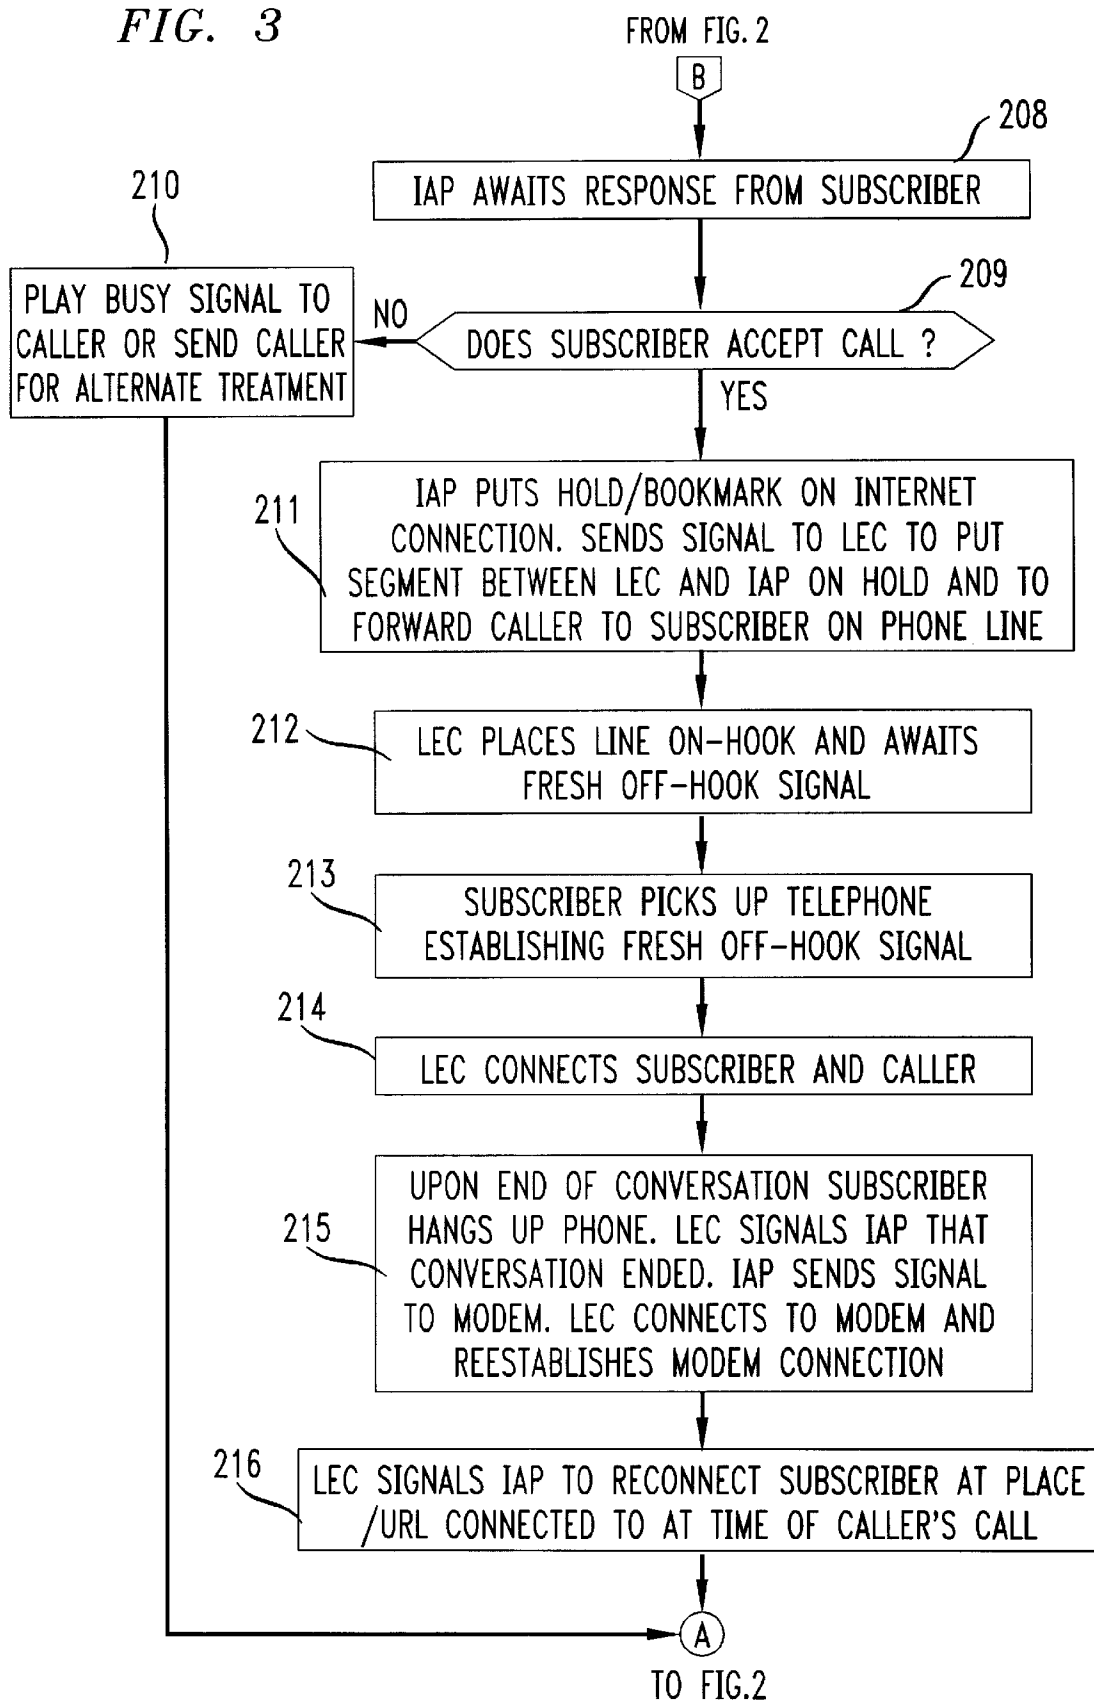 FIG. 3
FROM FIG. 2
B
208
IAP AWAITS RESPONSE FROM SUBSCRIBER
209
DOES SUBSCRIBER ACCEPT CALL ?
NO
YES
210
PLAY BUSY SIGNAL TO
CALLER OR SEND CALLER
FOR ALTERNATE TREATMENT
211
IAP PUTS HOLD/BOOKMARK ON INTERNET
CONNECTION. SENDS SIGNAL TO LEC TO PUT
SEGMENT BETWEEN LEC AND IAP ON HOLD AND TO
FORWARD CALLER TO SUBSCRIBER ON PHONE LINE
212
LEC PLACES LINE ON-HOOK AND AWAITS
FRESH OFF-HOOK SIGNAL
213
SUBSCRIBER PICKS UP TELEPHONE
ESTABLISHING FRESH OFF-HOOK SIGNAL
214
LEC CONNECTS SUBSCRIBER AND CALLER
215
UPON END OF CONVERSATION SUBSCRIBER
HANGS UP PHONE. LEC SIGNALS IAP THAT
CONVERSATION ENDED. IAP SENDS SIGNAL
TO MODEM. LEC CONNECTS TO MODEM AND
REESTABLISHES MODEM CONNECTION
216
LEC SIGNALS IAP TO RECONNECT SUBSCRIBER AT PLACE
/URL CONNECTED TO AT TIME OF CALLER'S CALL
A
TO FIG.2